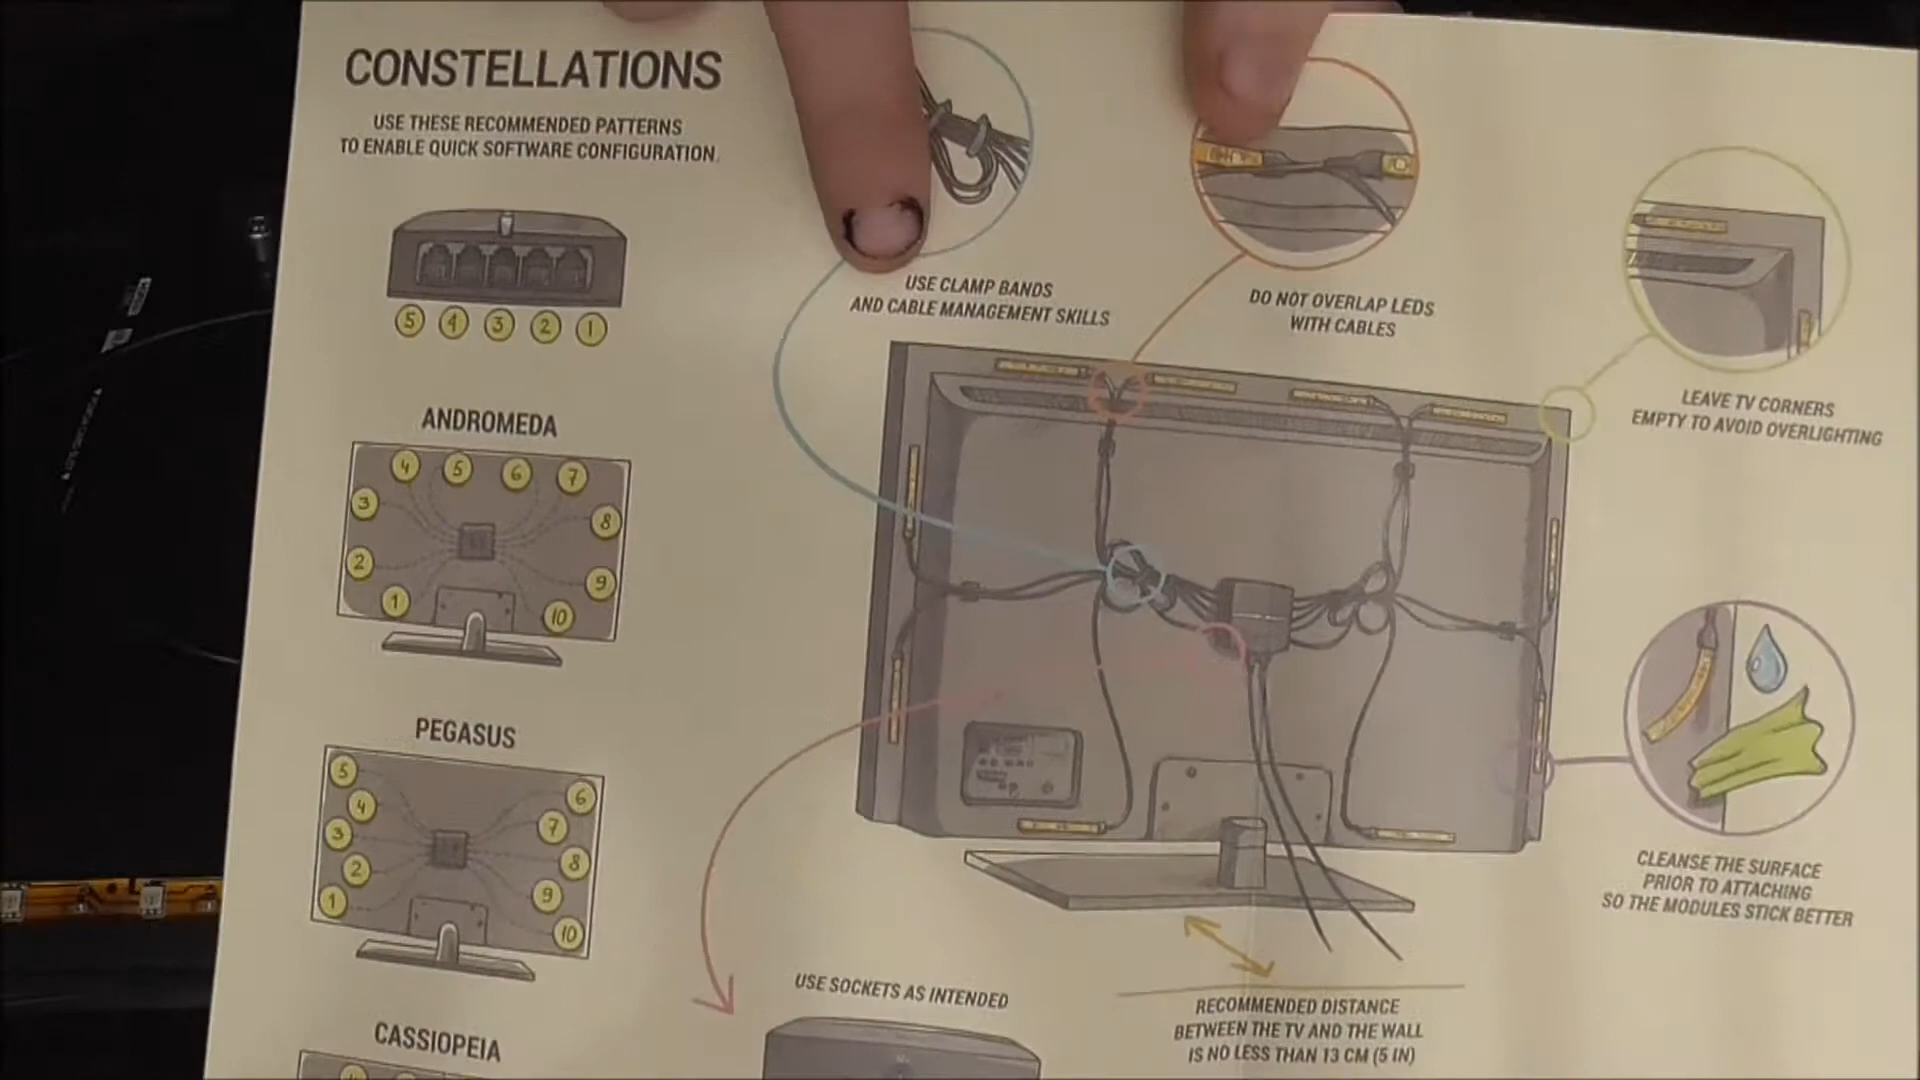 CONSTELLATIONS
USE THESE RECOMMENDED PATTERNS
TO ENABLE QUICK SOFTWARE CONFIGURATION.
5 4 3 2 1
ANDROMEDA
4 5 6 7
3 8
2 9
1 10
PEGASUS
5 6
4 7
3 8
2 9
1 10
CASSIOPEIA
USE CLAMP BANDS
AND CABLE MANAGEMENT SKILLS
DO NOT OVERLAP LEDS
WITH CABLES
LEAVE TV CORNERS
EMPTY TO AVOID OVERLIGHTING
CLEANSE THE SURFACE
PRIOR TO ATTACHING
SO THE MODULES STICK BETTER
USE SOCKETS AS INTENDED
RECOMMENDED DISTANCE
BETWEEN THE TV AND THE WALL
IS NO LESS THAN 13 CM (5 IN)